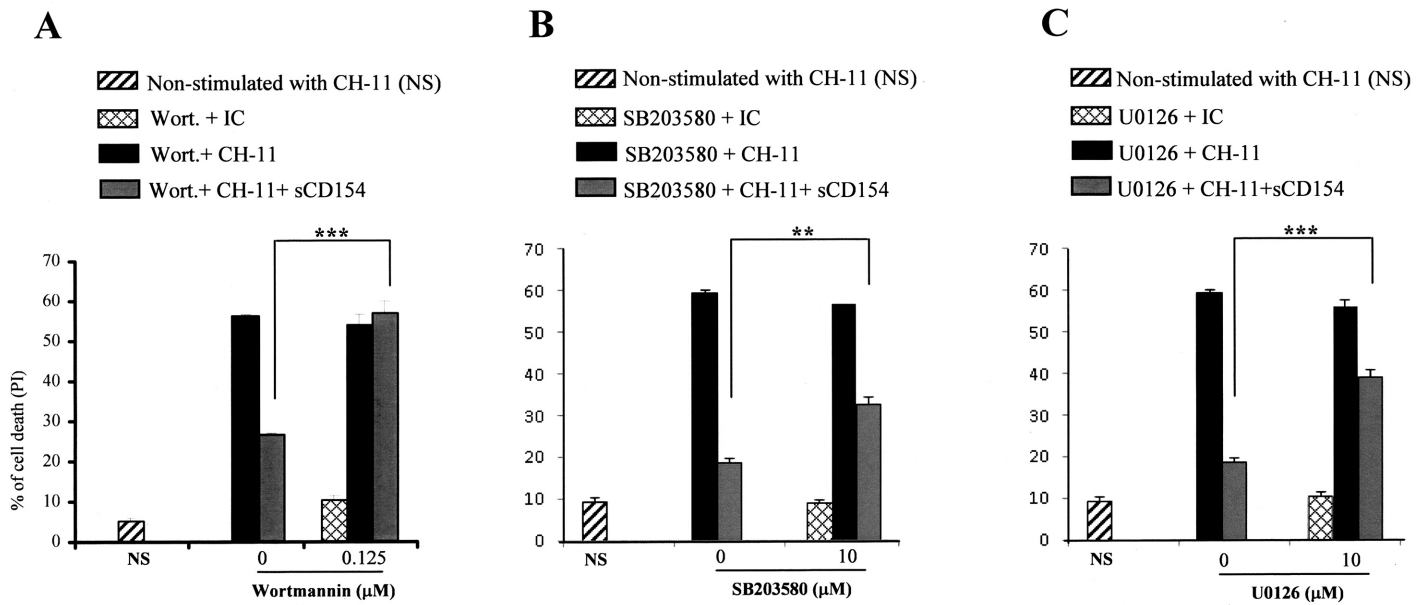 A
Non-stimulated with CH-11 (NS)
Wort. + IC
Wort.+ CH-11
Wort.+ CH-11+ sCD154
***
% of cell death (PI)
70
60
50
40
30
20
10
0
NS
0
0.125
Wortmannin (µM)
B
Non-stimulated with CH-11 (NS)
SB203580 + IC
SB203580 + CH-11
SB203580 + CH-11+ sCD154
**
70
60
50
40
30
20
10
0
NS
0
10
SB203580 (µM)
C
Non-stimulated with CH-11 (NS)
U0126 + IC
U0126 + CH-11
U0126 + CH-11+sCD154
***
70
60
50
40
30
20
10
0
NS
0
10
U0126 (µM)